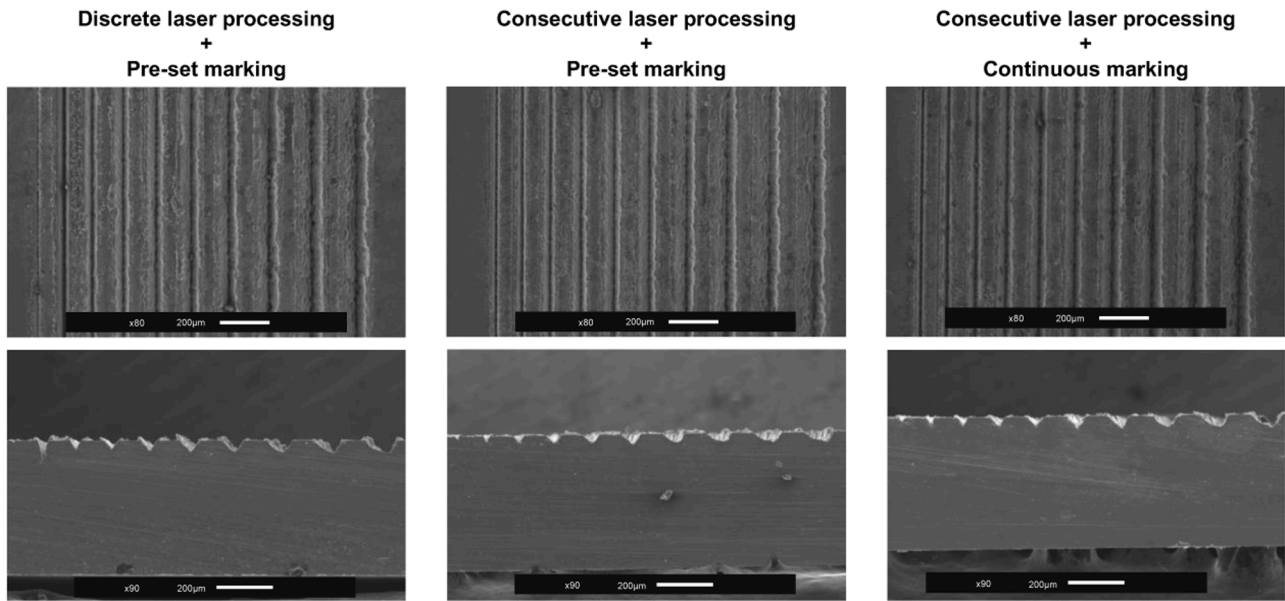 Discrete laser processing
+
Pre-set marking
Consecutive laser processing
+
Pre-set marking
Consecutive laser processing
+
Continuous marking
x80 200µm
x80 200µm
x80 200µm
x90 200µm
x90 200µm
x90 200µm